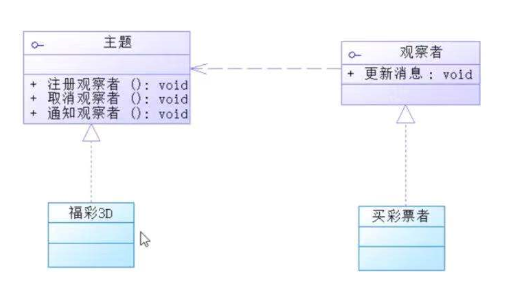 主题
+ 注册观察者 (): void
+ 取消观察者 (): void
+ 通知观察者 (): void
观察者
+ 更新消息 : void
福彩3D
买彩票者